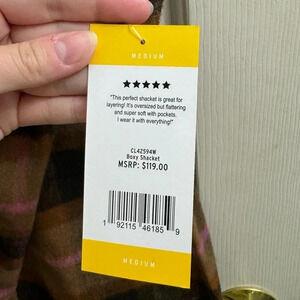 MEDIUM
"This perfect shacket is great for
layering! It's oversized but flattering
and super soft with pockets.
I wear it with everything!"
CL4Z594W
Boxy Shacket
MSRP: $119.00
1 92115 46185 9
MEDIUM